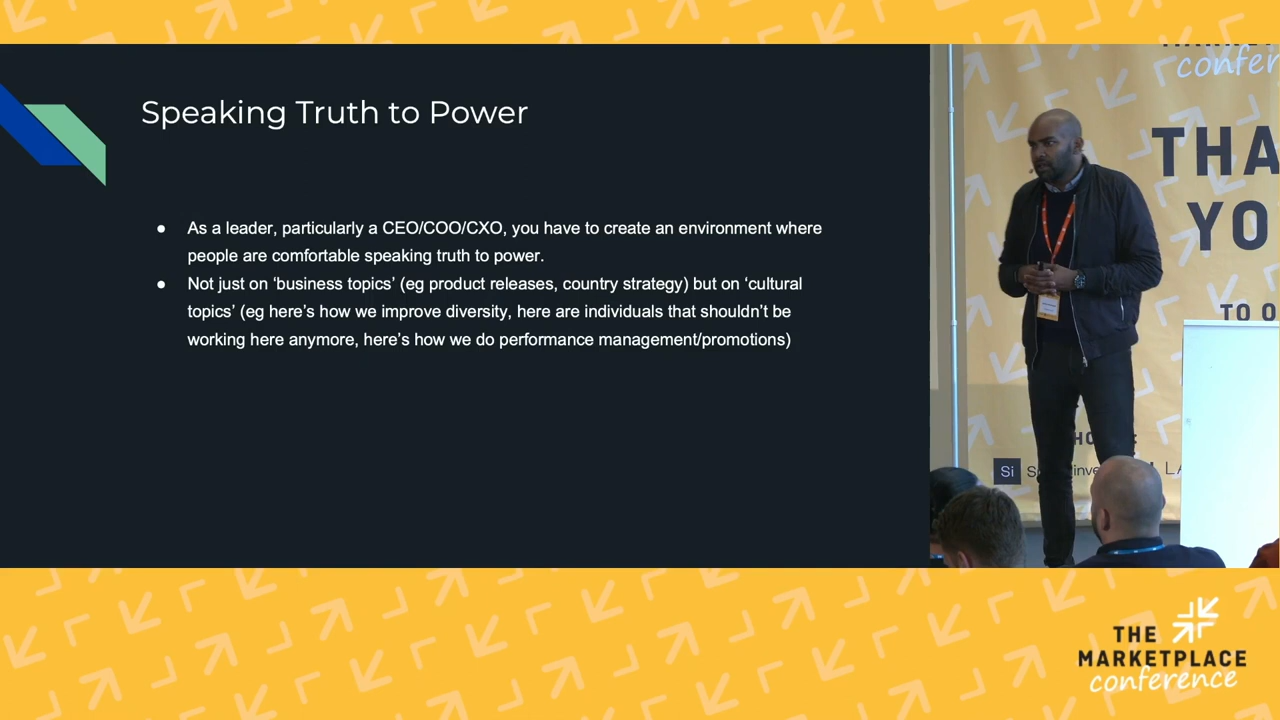 Speaking Truth to Power
● As a leader, particularly a CEO/COO/CXO, you have to create an environment where
people are comfortable speaking truth to power.
● Not just on ‘business topics’ (eg product releases, country strategy) but on ‘cultural
topics’ (eg here’s how we improve diversity, here are individuals that shouldn’t be
working here anymore, here’s how we do performance management/promotions)
confer
THA
YO
TO O
Si
THE
MARKETPLACE
conference